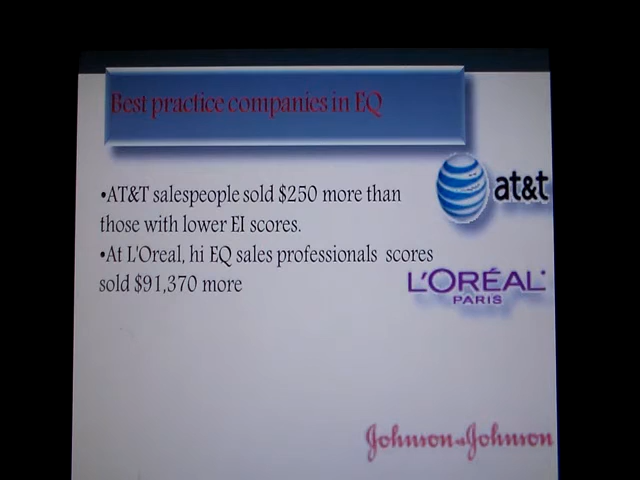 Best practice companies in EQ
•AT&T salespeople sold $250 more than
those with lower EI scores.
at&t
•At L'Oreal, hi EQ sales professionals scores
sold $91,370 more
L'ORÉAL
PARIS
Johnson & Johnson